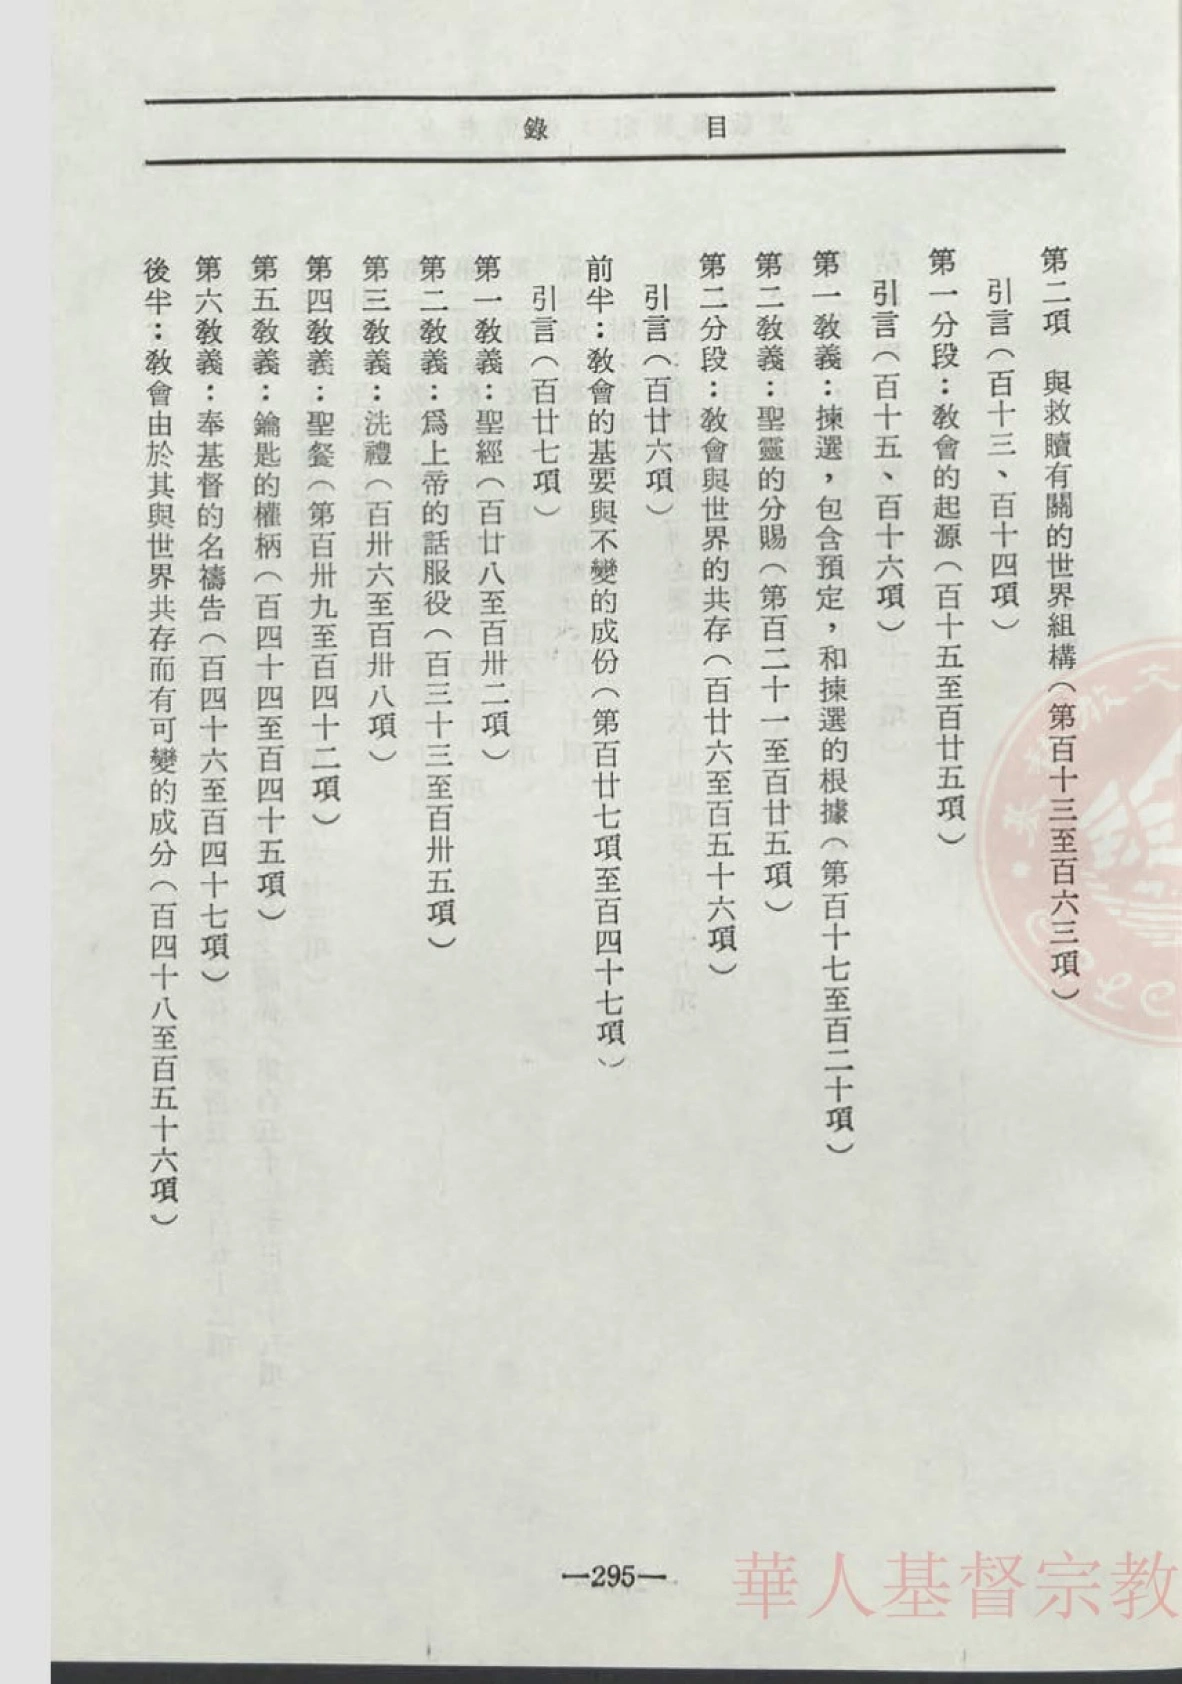 目錄
第二項　與救贖有關的世界組構（第百十三至百六三項）
引言（百十三、百十四項）
第一分段：教會的起源（百十五至百廿五項）
引言（百十五、百十六項）
第一教義：揀選，包含預定，和揀選的根據（第百十七至百二十項）
第二教義：聖靈的分賜（第百二十一至百廿五項）
第二分段：教會與世界的共存（百廿六至百五十六項）
引言（百廿六項）
前半：教會的基要與不變的成份（第百廿七項至百四十七項）
引言（百廿七項）
第一教義：聖經（百廿八至百卅二項）
第二教義：爲上帝的話服役（百三十三至百卅五項）
第三教義：洗禮（百卅六至百卅八項）
第四教義：聖餐（第百卅九至百四十二項）
第五教義：鑰匙的權柄（百四十四至百四十五項）
第六教義：奉基督的名禱告（百四十六至百四十七項）
後半：教會由於其與世界共存而有可變的成分（百四十八至百五十六項）
—295—
華人基督宗教